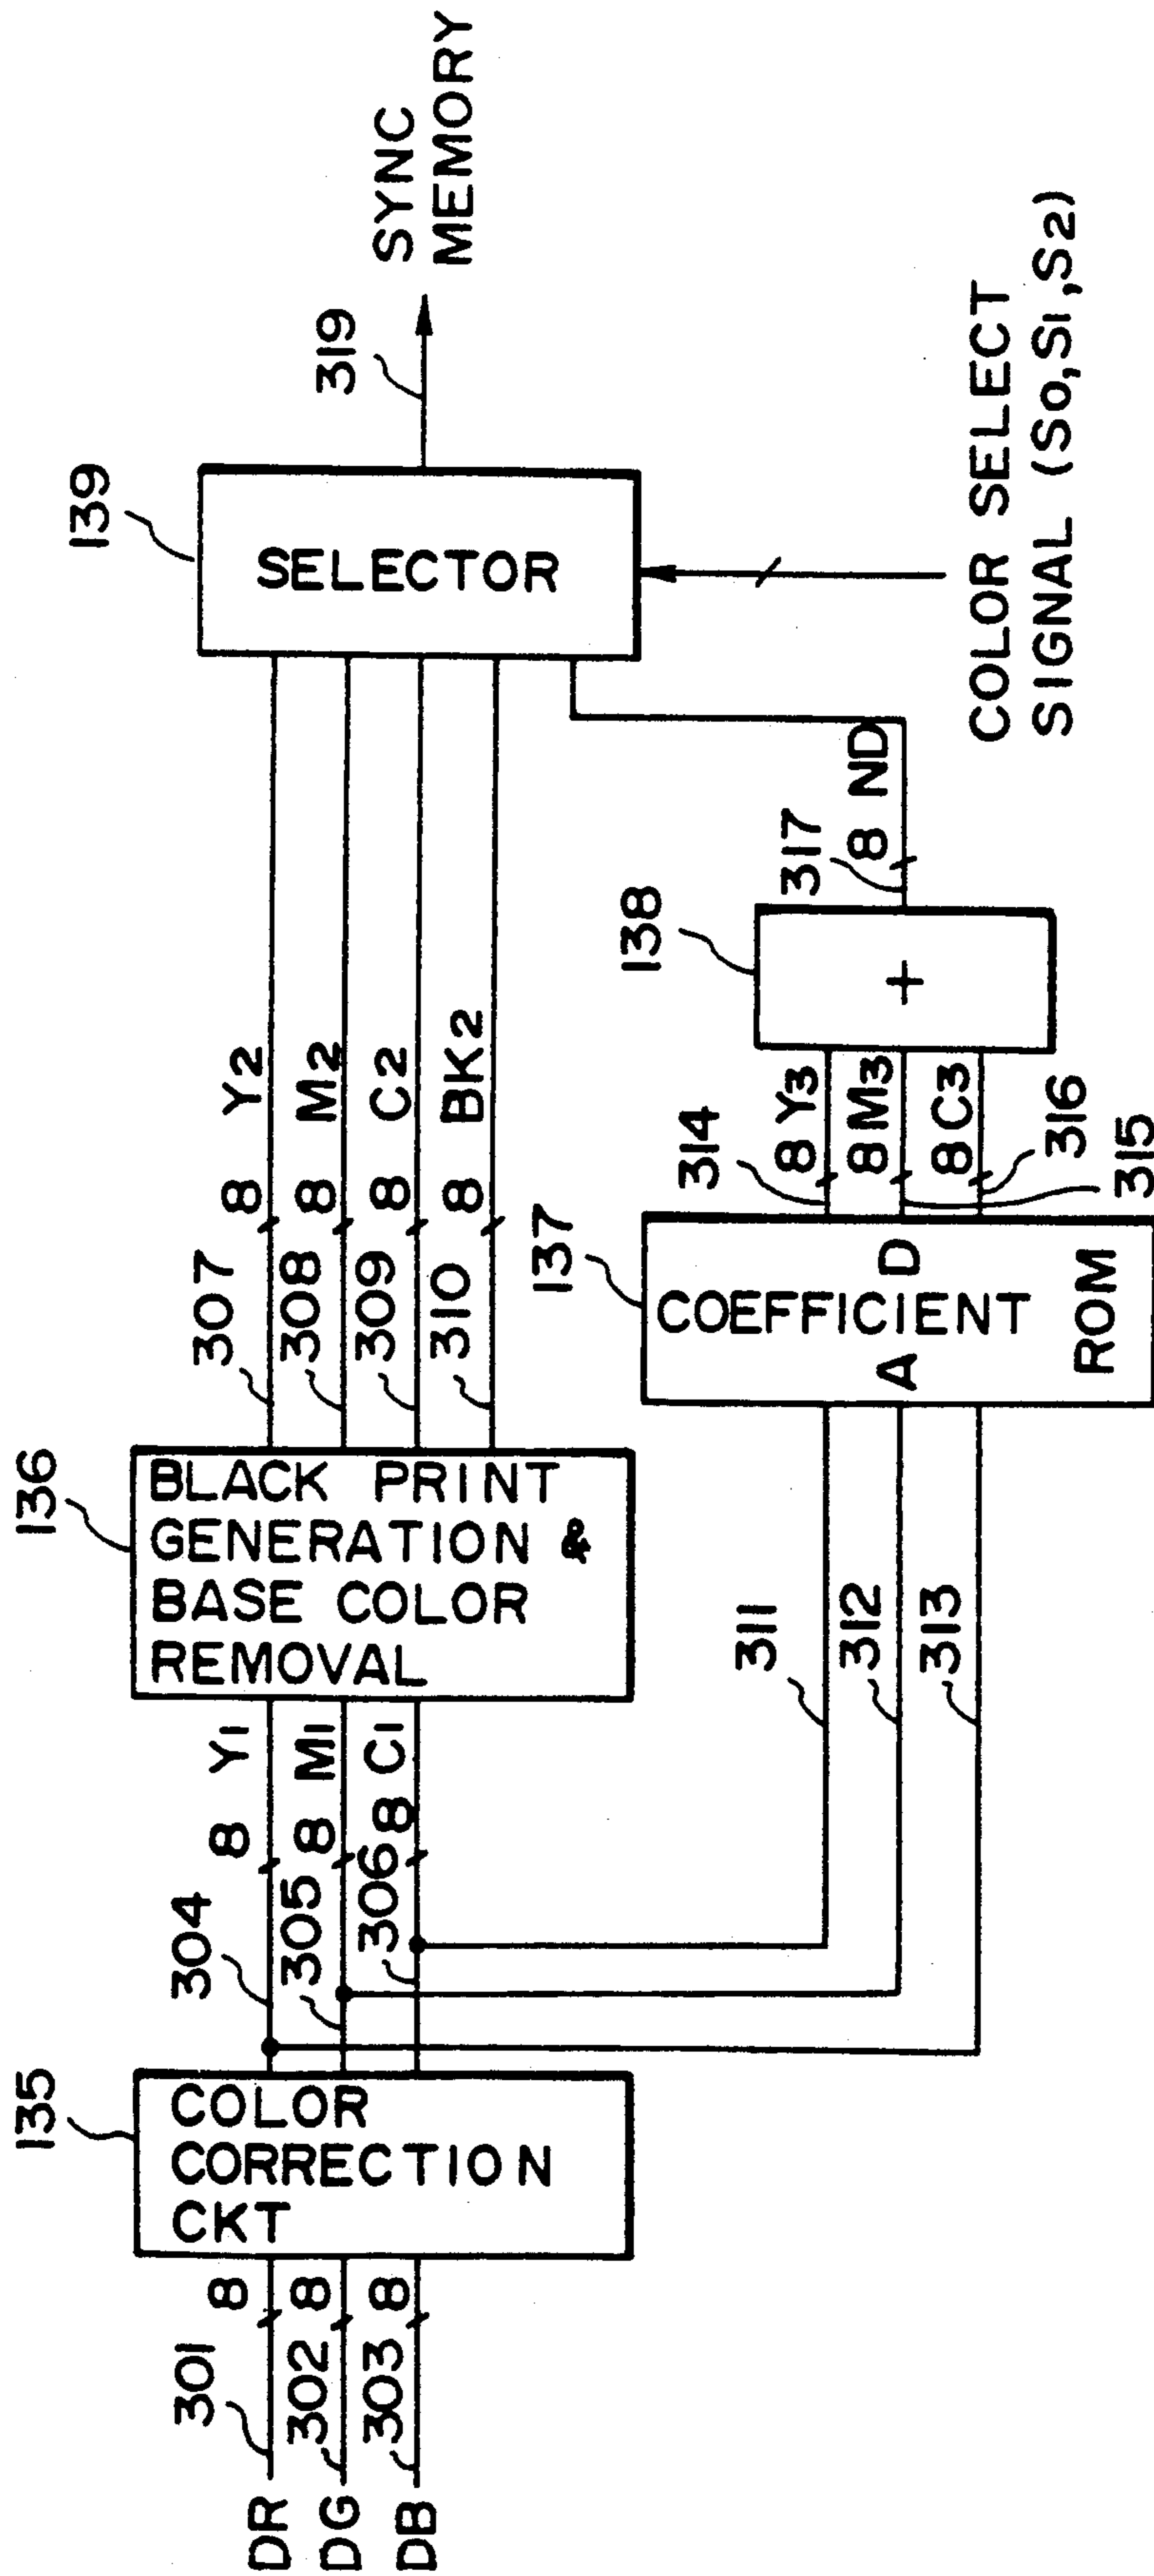 135
136
139
301
304
307
319
DR
8
8
Y1
8
Y2
SYNC
MEMORY
302
305
308
DG
8
8
M1
8
M2
303
306
309
DB
8
8
C1
8
C2
310
8
BK2
COLOR
CORRECTION
CKT
BLACK PRINT
GENERATION &
BASE COLOR
REMOVAL
SELECTOR
137
138
311
314
317
8 Y3
8 ND
312
8 M3
313
8 C3
316
315
COEFFICIENT
A D
ROM
+
COLOR SELECT
SIGNAL (S0,S1,S2)